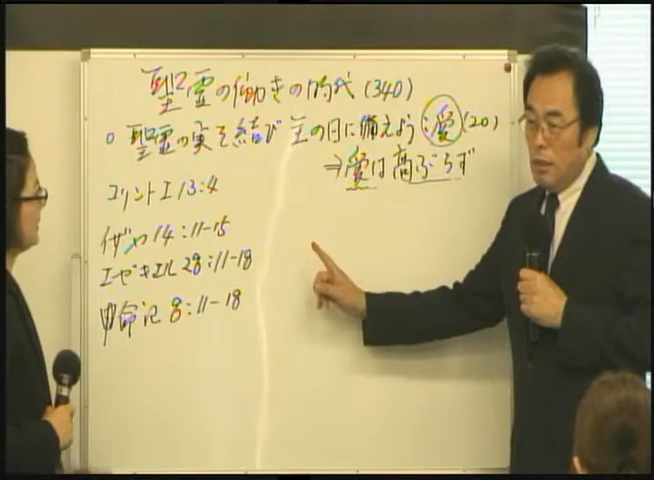 聖霊の働きの時代 (340)
○ 聖霊の実を結び主の日に備えよう:愛 (20)
⇒愛は高ぶらず
コリントI 13:4
イザヤ 14:11-15
エゼキエル 28:11-18
申命記 8:11-18